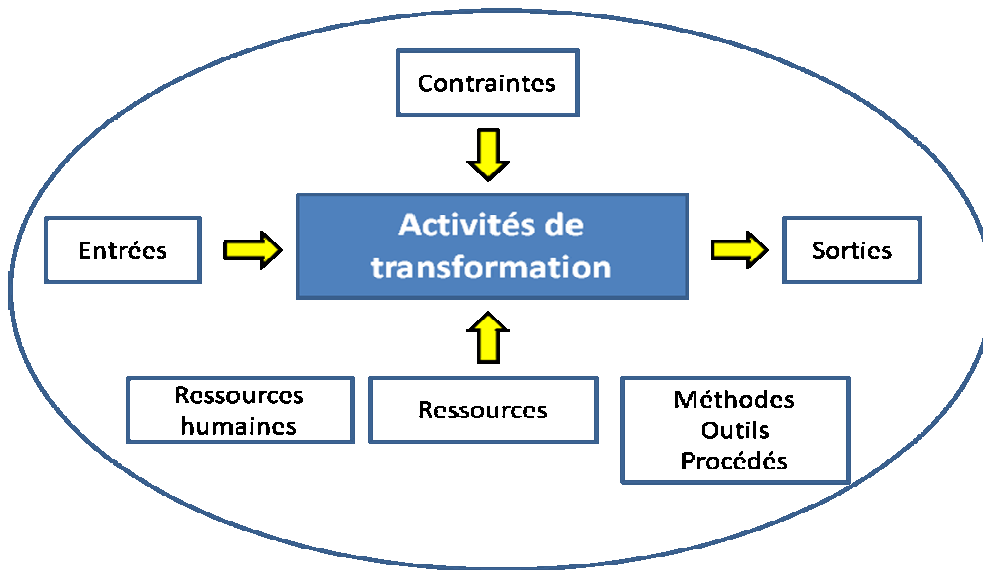 Contraintes
Entrées
Activités de
transformation
Sorties
Ressources
humaines
Ressources
Méthodes
Outils
Procédés